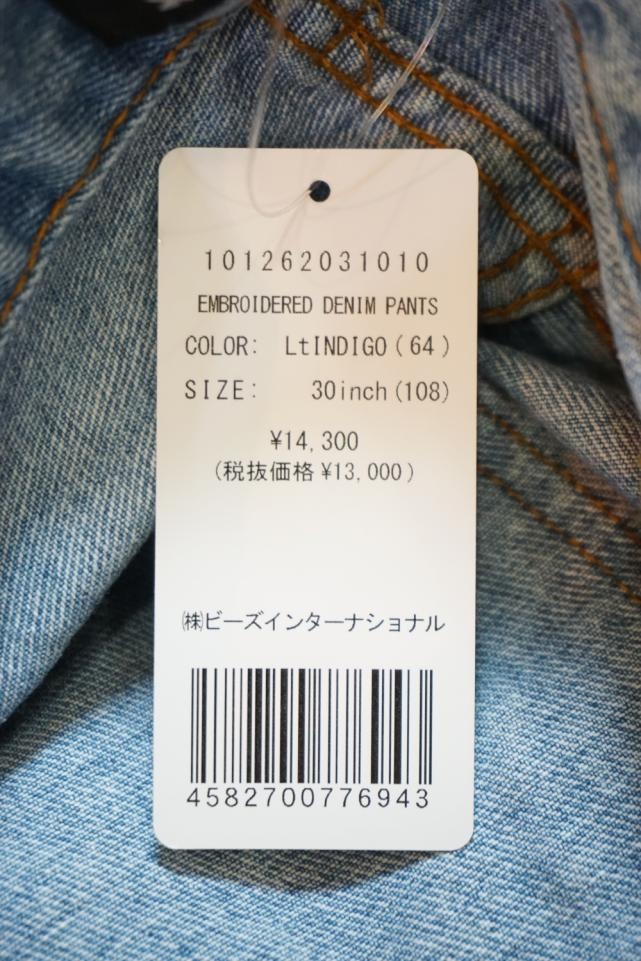 101262031010
EMBROIDERED DENIM PANTS
COLOR: LtINDIGO(64)
SIZE: 30inch(108)
¥14,300
(税抜価格¥13,000)
㈱ビーズインターナショナル
4582700776943